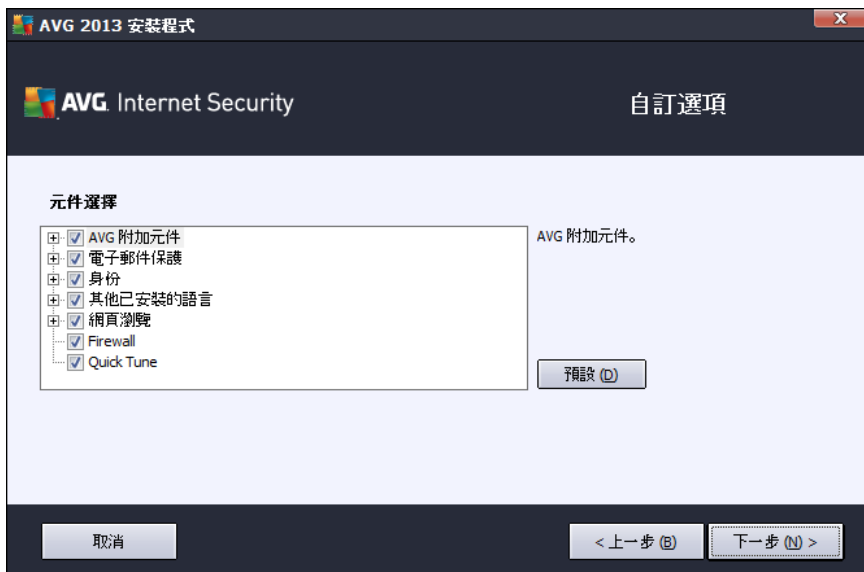 AVG 2013 安裝程式
AVG. Internet Security
自訂選項
元件選擇
AVG 附加元件
電子郵件保護
身份
其他已安裝的語言
網頁瀏覽
Firewall
Quick Tune
AVG 附加元件。
預設 (D)
取消
< 上一步 (B)
下一步 (N) >